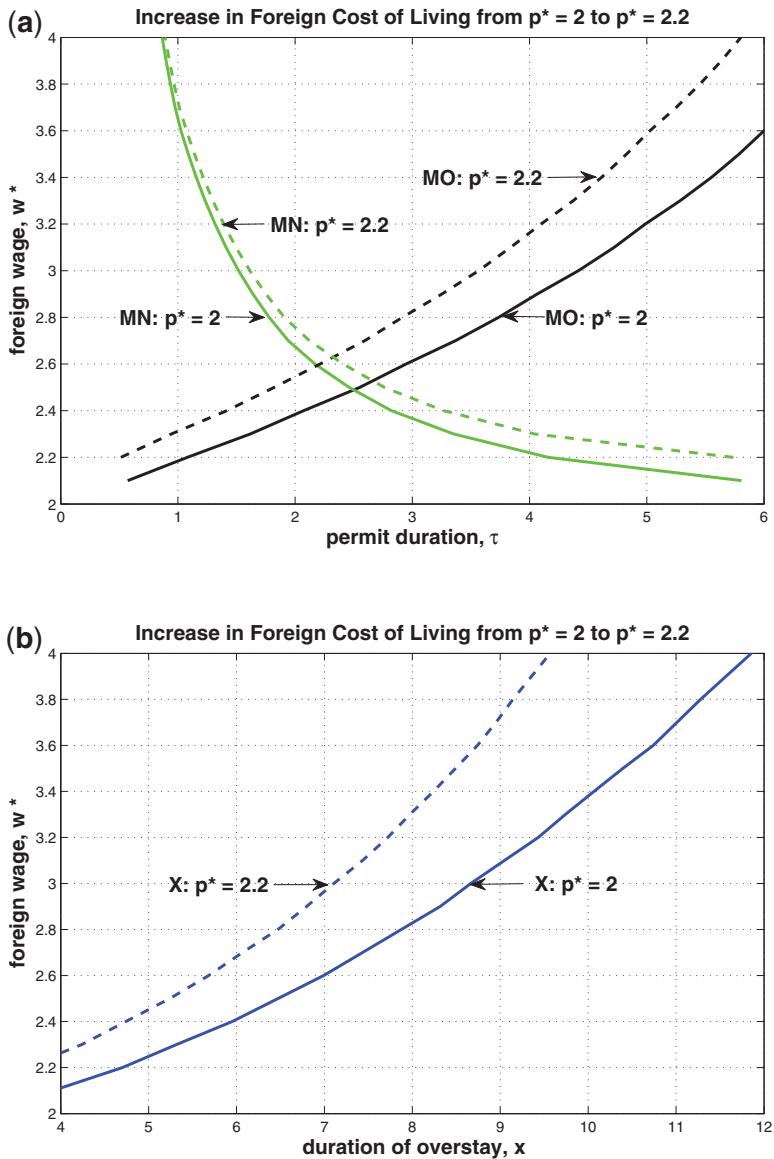 (a)
Increase in Foreign Cost of Living from p* = 2 to p* = 2.2
4
3.8
3.6
3.4
3.2
3
2.8
2.6
2.4
2.2
2
foreign wage, w *
MO: p* = 2.2
MN: p* = 2.2
MN: p* = 2
MO: p* = 2
0 1 2 3 4 5 6
permit duration, τ
(b)
Increase in Foreign Cost of Living from p* = 2 to p* = 2.2
4
3.8
3.6
3.4
3.2
3
2.8
2.6
2.4
2.2
2
foreign wage, w *
X: p* = 2.2
X: p* = 2
4 5 6 7 8 9 10 11 12
duration of overstay, x